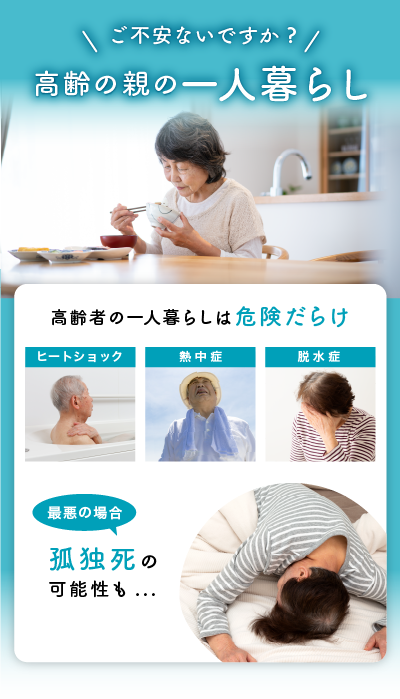 ご不安ないですか？
高齢の親の一人暮らし
高齢者の一人暮らしは危険だらけ
ヒートショック
熱中症
脱水症
最悪の場合
孤独死の
可能性も...